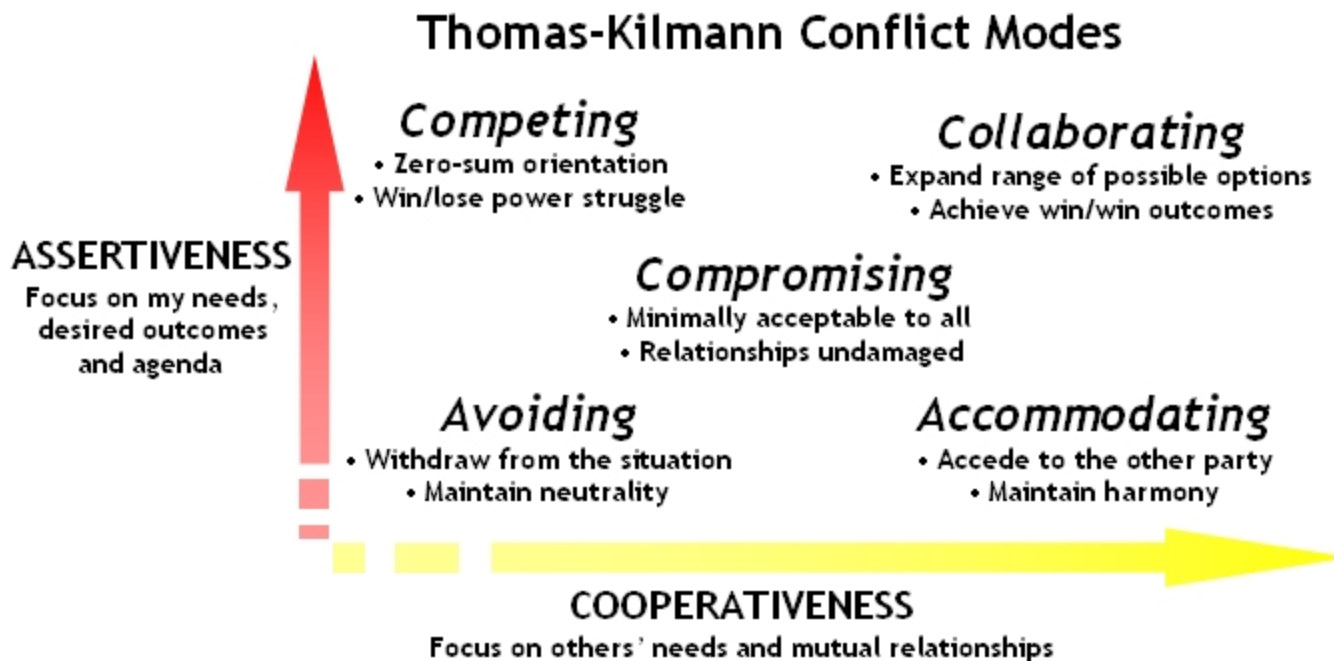 Thomas-Kilmann Conflict Modes
Competing
• Zero-sum orientation
• Win/lose power struggle
Collaborating
• Expand range of possible options
• Achieve win/win outcomes
ASSERTIVENESS
Focus on my needs,
desired outcomes
and agenda
Compromising
• Minimally acceptable to all
• Relationships undamaged
Avoiding
• Withdraw from the situation
• Maintain neutrality
Accommodating
• Accede to the other party
• Maintain harmony
COOPERATIVENESS
Focus on others' needs and mutual relationships